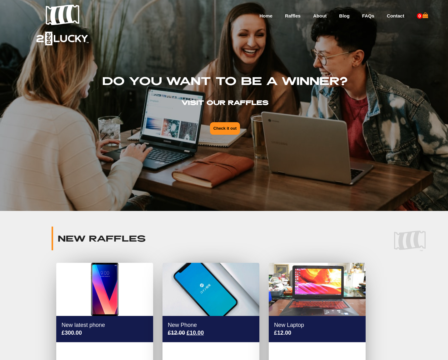 Home Raffles About Blog FAQs Contact
LUCKY
DO YOU WANT TO BE A WINNER?
VISIT OUR RAFFLES
Check it out
NEW RAFFLES
New latest phone
£300.00
New Phone
£12.00 £10.00
New Laptop
£12.00